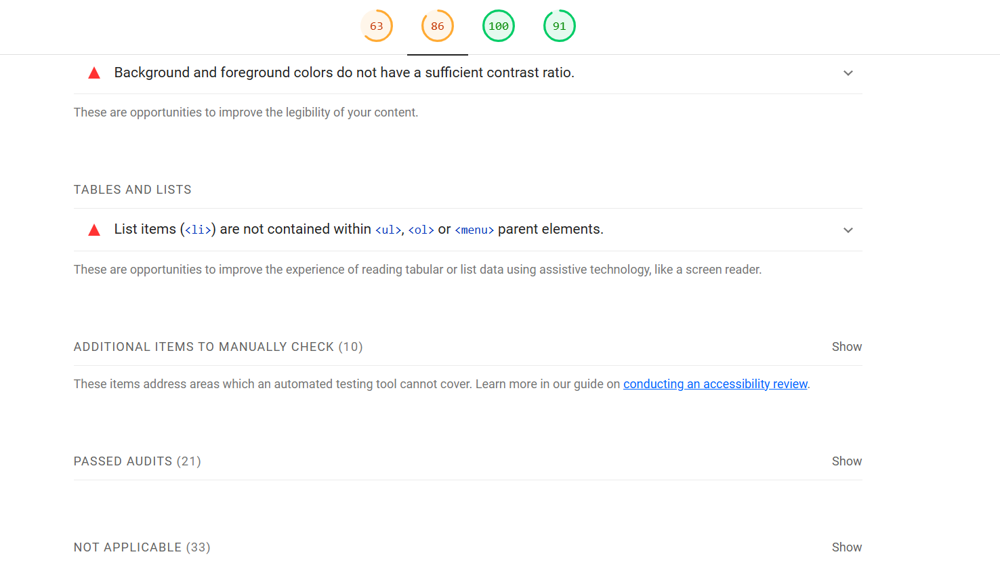 63 86 100 91
Background and foreground colors do not have a sufficient contrast ratio.
These are opportunities to improve the legibility of your content.
TABLES AND LISTS
List items (<li>) are not contained within <ul>, <ol> or <menu> parent elements.
These are opportunities to improve the experience of reading tabular or list data using assistive technology, like a screen reader.
ADDITIONAL ITEMS TO MANUALLY CHECK (10) Show
These items address areas which an automated testing tool cannot cover. Learn more in our guide on conducting an accessibility review.
PASSED AUDITS (21) Show
NOT APPLICABLE (33) Show